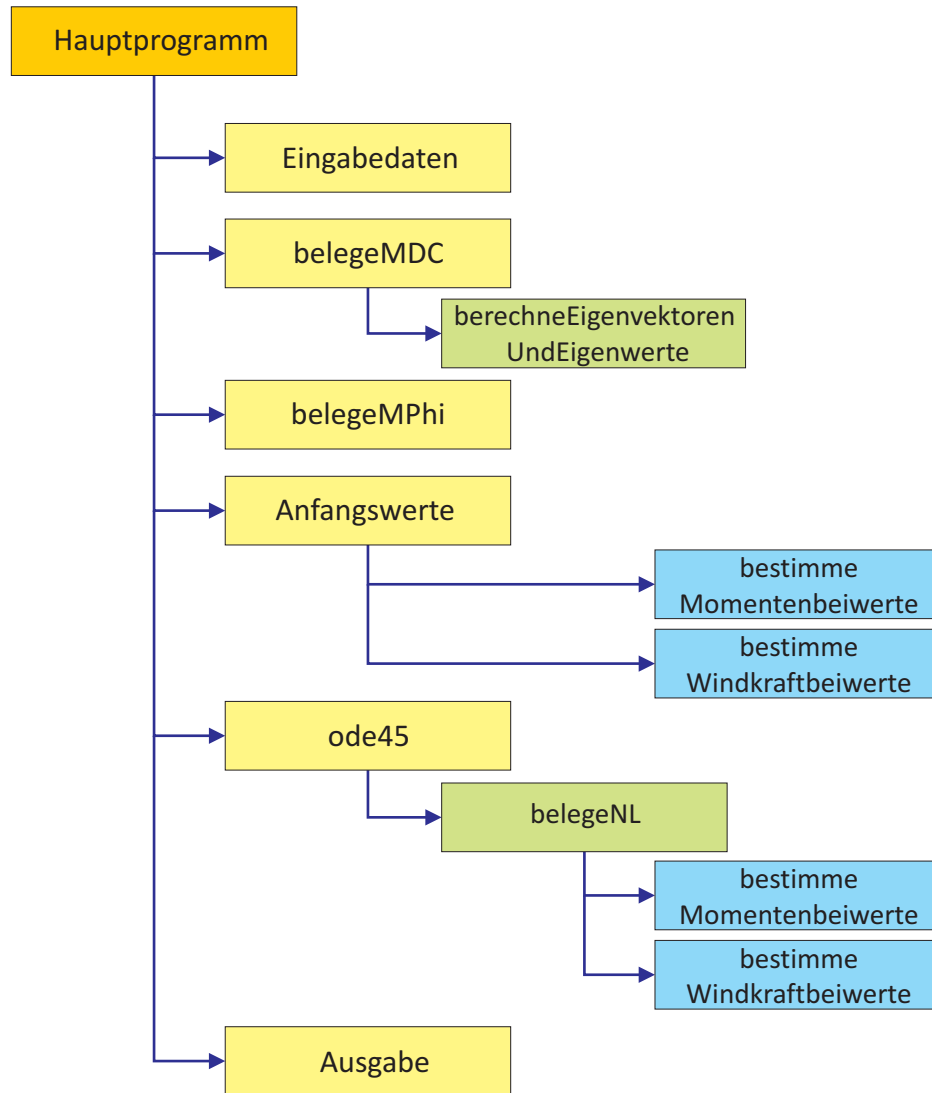 Hauptprogramm
Eingabedaten
belegeMDC
berechneEigenvektoren
UndEigenwerte
belegeMPhi
Anfangswerte
bestimme
Momentenbeiwerte
bestimme
Windkraftbeiwerte
ode45
belegeNL
bestimme
Momentenbeiwerte
bestimme
Windkraftbeiwerte
Ausgabe